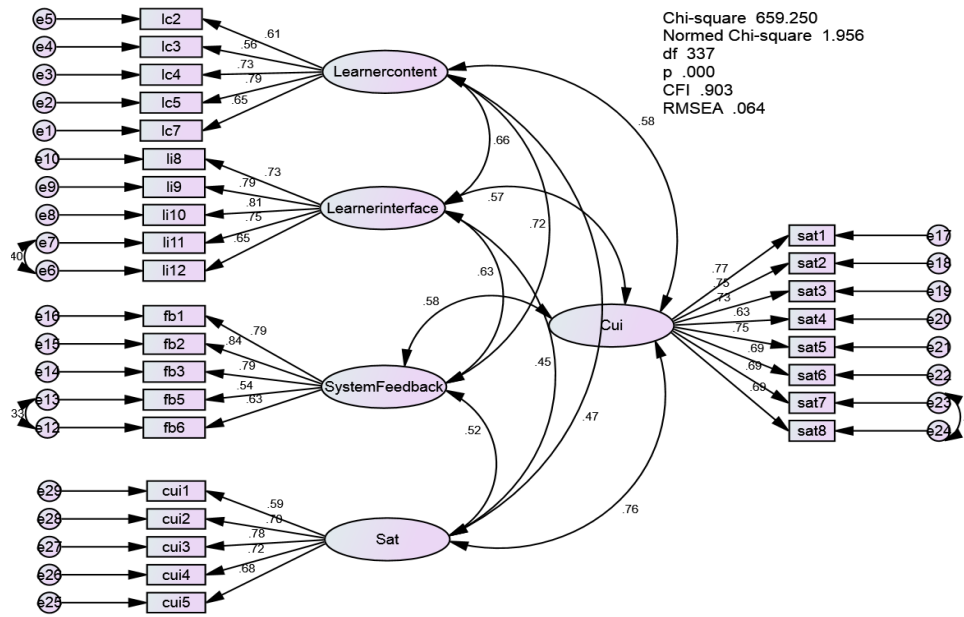 Chi-square 659.250
Normed Chi-square 1.956
df 337
p .000
CFI .903
RMSEA .064
e5 lc2 .61
e4 lc3 .56
e3 lc4 .73
e2 lc5 .79
e1 lc7 .65
Learnercontent
.58
.66
e10 li8 .73
e9 li9 .79
e8 li10 .81
e7 li11 .75
e6 li12 .65
40
Learnerinterface
.57
.72
.63
.58
e16 fb1 .79
e15 fb2 .84
e14 fb3 .79
e13 fb5 .54
e12 fb6 .63
33
SystemFeedback
.45
.47
.52
Cui
.77 sat1 e17
.75 sat2 e18
.73 sat3 e19
.63 sat4 e20
.75 sat5 e21
.69 sat6 e22
.69 sat7 e23
.69 sat8 e24
e29 cui1 .59
e28 cui2 .70
e27 cui3 .78
e26 cui4 .72
e25 cui5 .68
Sat
.76